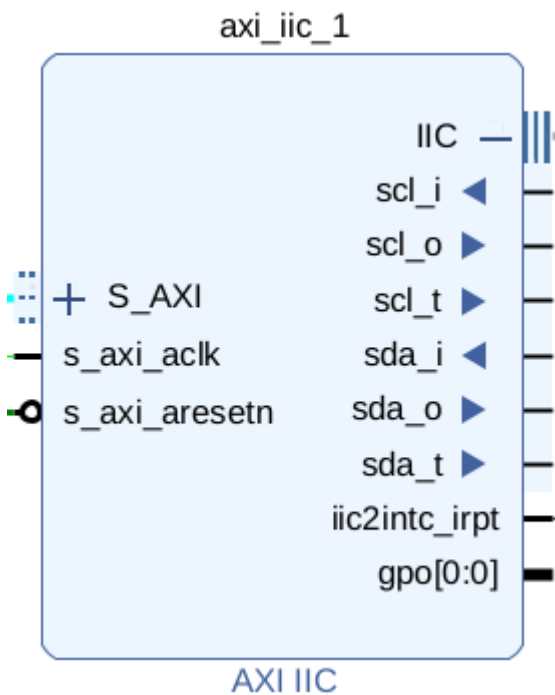 axi_iic_1
IIC
scl_i
scl_o
scl_t
S_AXI
sda_i
s_axi_aclk
sda_o
s_axi_aresetn
sda_t
iic2intc_irpt
gpo[0:0]
AXI IIC